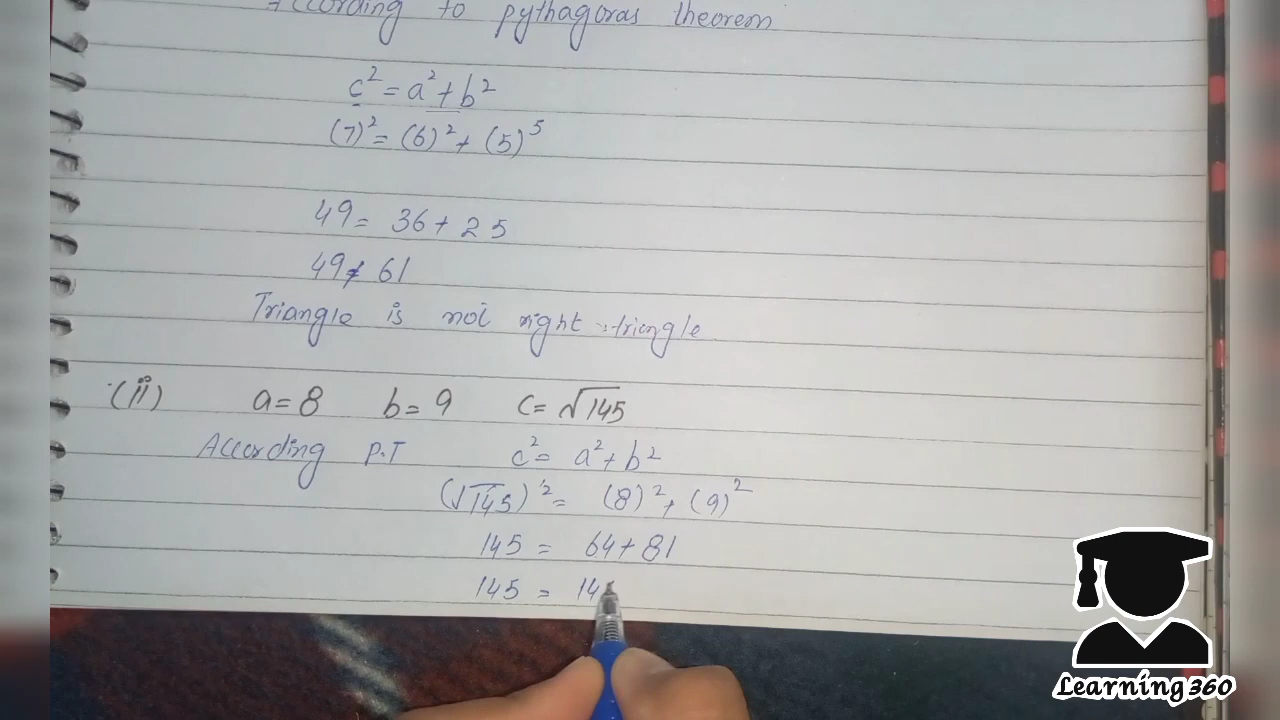 According to pythagoras theorem
c² = a² + b²
(7)² = (6)² + (5)⁵
49 = 36 + 25
49 ≠ 61
Triangle is not right triangle
(ii) a = 8 b = 9 c = √145
According P.T c² = a² + b²
(√145)² = (8)² + (9)²
145 = 64 + 81
145 = 14
Learning 360